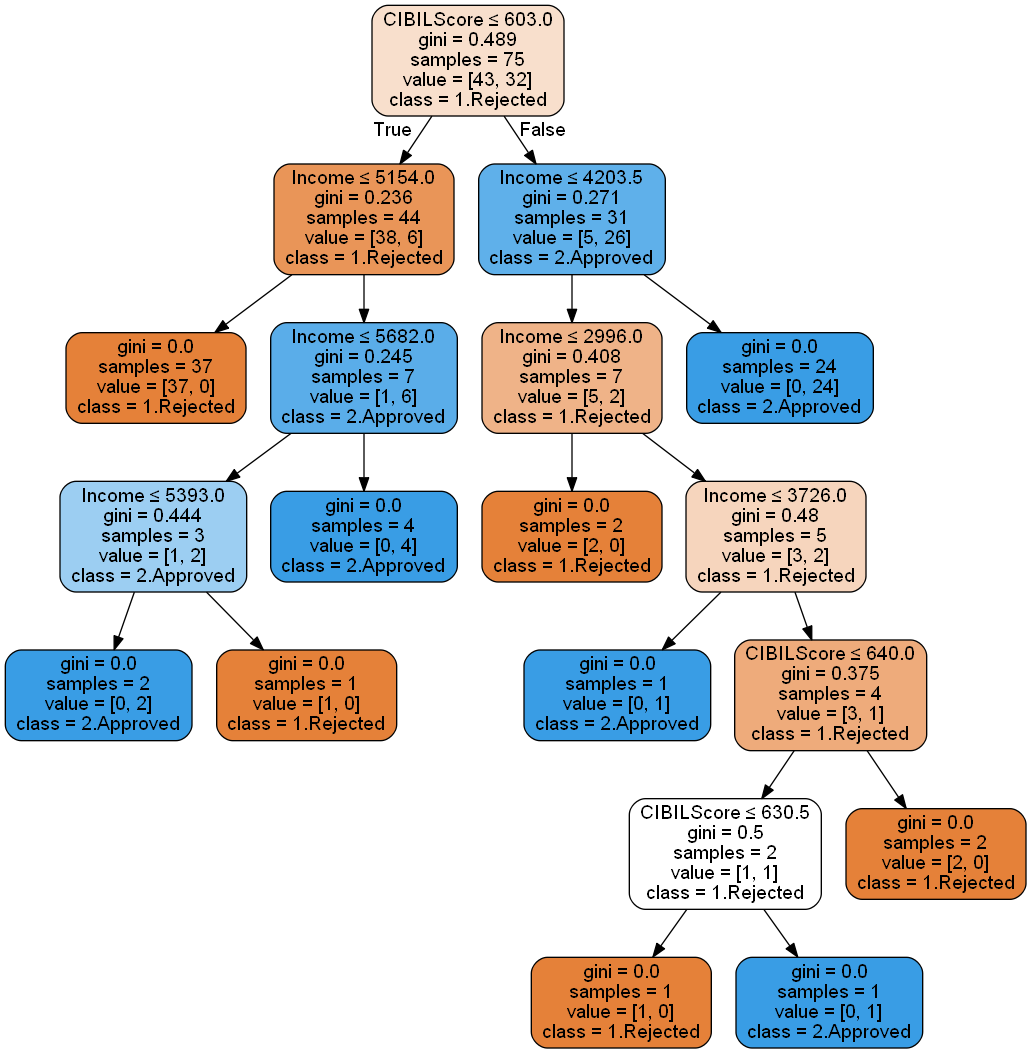 CIBILScore ≤ 603.0
gini = 0.489
samples = 75
value = [43, 32]
class = 1.Rejected
True
False
Income ≤ 5154.0
gini = 0.236
samples = 44
value = [38, 6]
class = 1.Rejected
Income ≤ 4203.5
gini = 0.271
samples = 31
value = [5, 26]
class = 2.Approved
gini = 0.0
samples = 37
value = [37, 0]
class = 1.Rejected
Income ≤ 5682.0
gini = 0.245
samples = 7
value = [1, 6]
class = 2.Approved
Income ≤ 2996.0
gini = 0.408
samples = 7
value = [5, 2]
class = 1.Rejected
gini = 0.0
samples = 24
value = [0, 24]
class = 2.Approved
Income ≤ 5393.0
gini = 0.444
samples = 3
value = [1, 2]
class = 2.Approved
gini = 0.0
samples = 4
value = [0, 4]
class = 2.Approved
gini = 0.0
samples = 2
value = [2, 0]
class = 1.Rejected
Income ≤ 3726.0
gini = 0.48
samples = 5
value = [3, 2]
class = 1.Rejected
gini = 0.0
samples = 2
value = [0, 2]
class = 2.Approved
gini = 0.0
samples = 1
value = [1, 0]
class = 1.Rejected
gini = 0.0
samples = 1
value = [0, 1]
class = 2.Approved
CIBILScore ≤ 640.0
gini = 0.375
samples = 4
value = [3, 1]
class = 1.Rejected
CIBILScore ≤ 630.5
gini = 0.5
samples = 2
value = [1, 1]
class = 1.Rejected
gini = 0.0
samples = 2
value = [2, 0]
class = 1.Rejected
gini = 0.0
samples = 1
value = [1, 0]
class = 1.Rejected
gini = 0.0
samples = 1
value = [0, 1]
class = 2.Approved